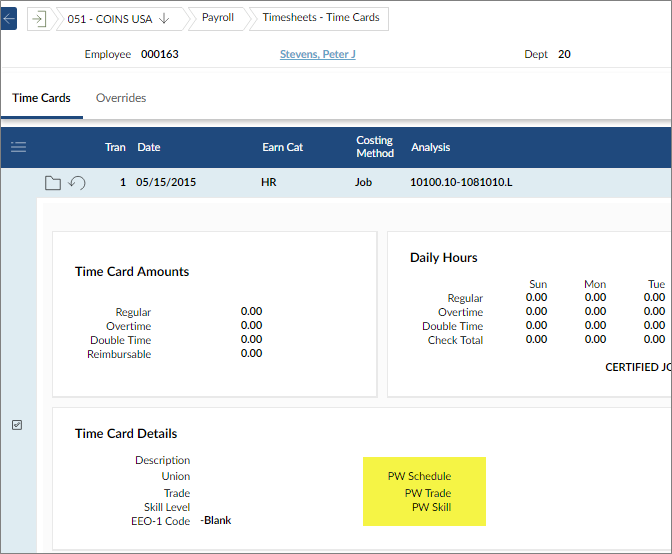 051 - COINS USA Payroll Timesheets - Time Cards
Employee 000163 Stevens, Peter J Dept 20
Time Cards Overrides
Tran Date Earn Cat Costing Method Analysis
1 05/15/2015 HR Job 10100.10-1081010.L
Time Card Amounts
Regular 0.00
Overtime 0.00
Double Time 0.00
Reimbursable 0.00
Daily Hours
Sun Mon Tue
Regular 0.00 0.00 0.00
Overtime 0.00 0.00 0.00
Double Time 0.00 0.00 0.00
Check Total 0.00 0.00 0.00
CERTIFIED JO
Time Card Details
Description
Union PW Schedule
Trade PW Trade
Skill Level PW Skill
EEO-1 Code -Blank